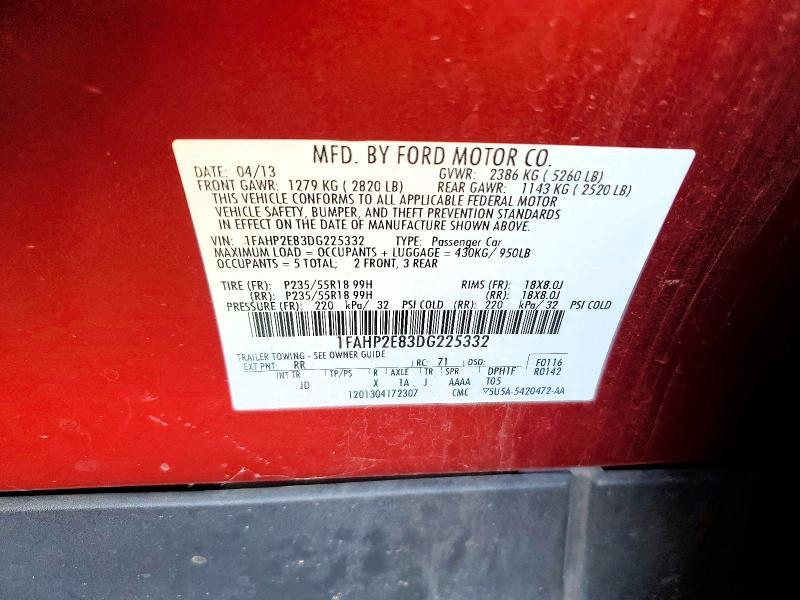 MFD. BY FORD MOTOR CO.
DATE: 04/13 GVWR: 2386 KG ( 5260 LB)
FRONT GAWR: 1279 KG ( 2820 LB) REAR GAWR: 1143 KG ( 2520 LB)
THIS VEHICLE CONFORMS TO ALL APPLICABLE FEDERAL MOTOR
VEHICLE SAFETY, BUMPER, AND THEFT PREVENTION STANDARDS
IN EFFECT ON THE DATE OF MANUFACTURE SHOWN ABOVE.
VIN: 1FAHP2E83DG225332 TYPE: Passenger Car
MAXIMUM LOAD = OCCUPANTS + LUGGAGE = 430KG/ 950LB
OCCUPANTS = 5 TOTAL; 2 FRONT, 3 REAR
TIRE (FR): P235/55R18 99H RIMS (FR): 18X8.0J
(RR): P235/55R18 99H (RR): 18X8.0J
PRESSURE (FR): 220 kPa/ 32 PSI COLD (RR): 220 kPa/ 32 PSI COLD
1FAHP2E83DG225332
TRAILER TOWING - SEE OWNER GUIDE
EXT PNT: RR RC: 71 DSO: F0116
INT TR TP/PS R AXLE TR SPR DPHTF R0142
JD X 1A J AAAA T05
1201304172307 CMC ▽5U5A-5420472-AA